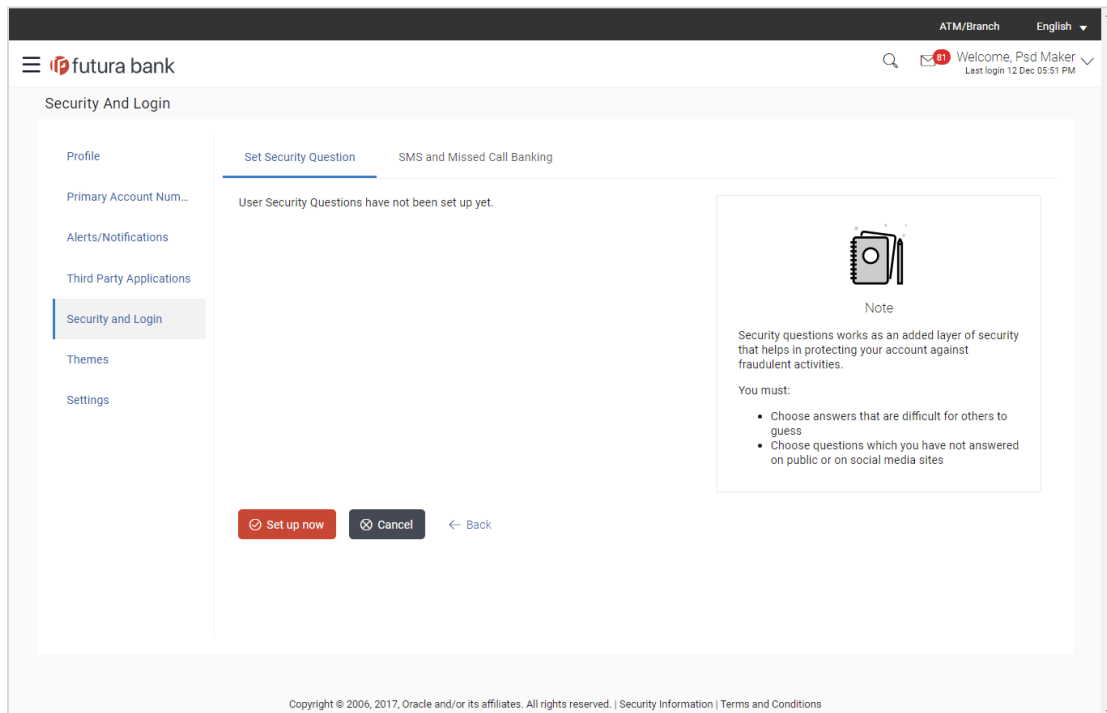 ATM/Branch English
futura bank
81 Welcome, Psd Maker
Last login 12 Dec 05:51 PM
Security And Login
Profile
Primary Account Num...
Alerts/Notifications
Third Party Applications
Security and Login
Themes
Settings
Set Security Question SMS and Missed Call Banking
User Security Questions have not been set up yet.
Note
Security questions works as an added layer of security
that helps in protecting your account against
fraudulent activities.
You must:
• Choose answers that are difficult for others to
guess
• Choose questions which you have not answered
on public or on social media sites
Set up now Cancel Back
Copyright © 2006, 2017, Oracle and/or its affiliates. All rights reserved. | Security Information | Terms and Conditions